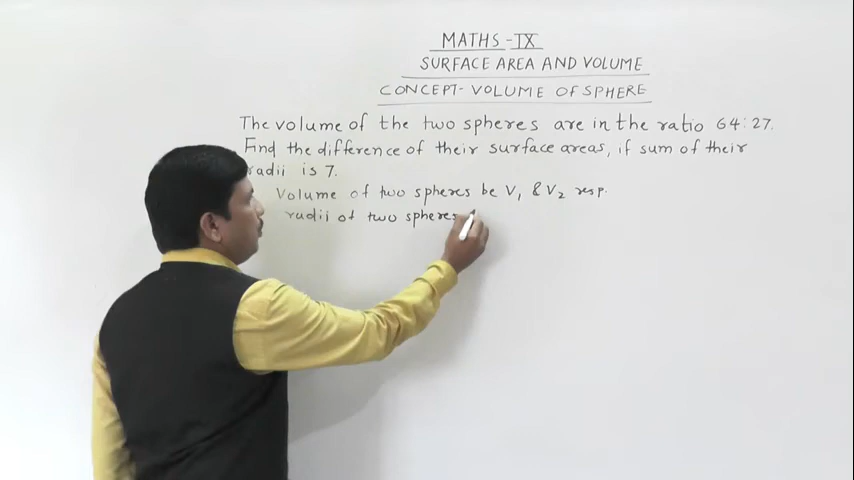 MATHS - IX
SURFACE AREA AND VOLUME
CONCEPT - VOLUME OF SPHERE
The volume of the two spheres are in the ratio 64:27.
Find the difference of their surface areas, if sum of their
radii is 7.
Volume of two spheres be V₁ & V₂ resp.
radii of two spheres